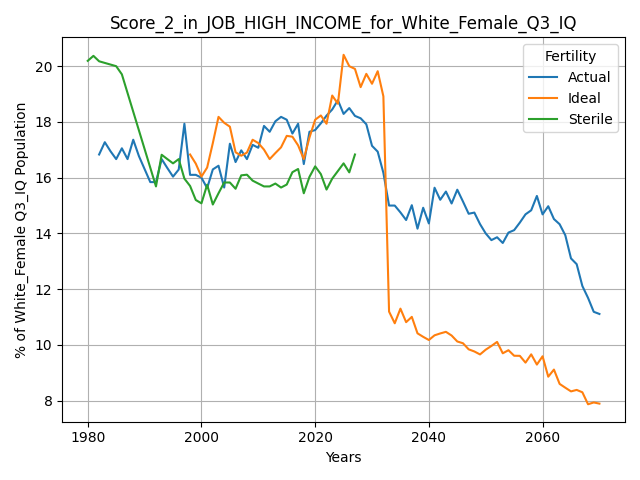 Score_2_in_JOB_HIGH_INCOME_for_White_Female_Q3_IQ
Fertility
Actual
Ideal
Sterile
% of White_Female Q3_IQ Population
20
18
16
14
12
10
8
1980
2000
2020
2040
2060
Years